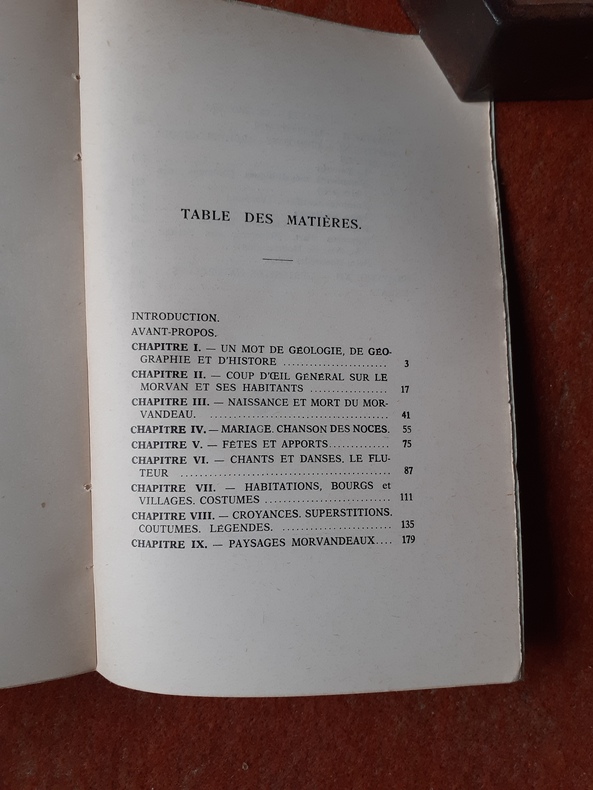 TABLE DES MATIÈRES.
INTRODUCTION.
AVANT-PROPOS.
CHAPITRE I. — UN MOT DE GÉOLOGIE, DE GÉO-
GRAPHIE ET D'HISTORE ........................ 3
CHAPITRE II. — COUP D'ŒIL GÉNÉRAL SUR LE
MORVAN ET SES HABITANTS .................. 17
CHAPITRE III. — NAISSANCE ET MORT DU MOR-
VANDEAU. ........................................ 41
CHAPITRE IV. — MARIAGE. CHANSON DES NOCES. 55
CHAPITRE V. — FÊTES ET APPORTS.............. 75
CHAPITRE VI. — CHANTS ET DANSES. LE FLU-
TEUR ............................................. 87
CHAPITRE VII. — HABITATIONS, BOURGS et
VILLAGES. COSTUMES .......................... 111
CHAPITRE VIII. — CROYANCES. SUPERSTITIONS.
COUTUMES. LÉGENDES. ....................... 135
CHAPITRE IX. — PAYSAGES MORVANDEAUX.... 179